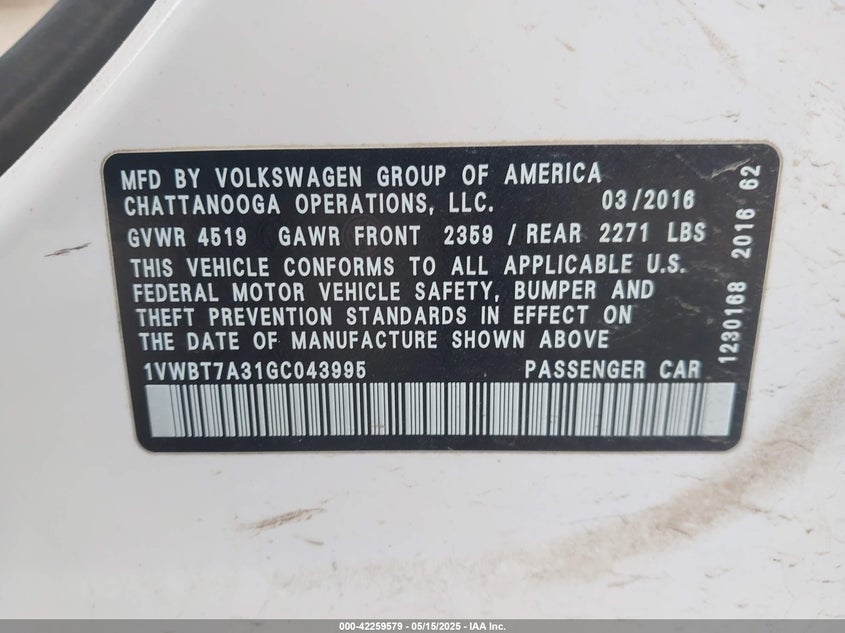 MFD BY VOLKSWAGEN GROUP OF AMERICA
CHATTANOOGA OPERATIONS, LLC. 03/2016
GVWR 4519 GAWR FRONT 2359 / REAR 2271 LBS
THIS VEHICLE CONFORMS TO ALL APPLICABLE U.S.
FEDERAL MOTOR VEHICLE SAFETY, BUMPER AND
THEFT PREVENTION STANDARDS IN EFFECT ON
THE DATE OF MANUFACTURE SHOWN ABOVE
1VWBT7A31GC043995 PASSENGER CAR
1230168 2016 62
000-42259579 - 05/15/2025 - IAA Inc.